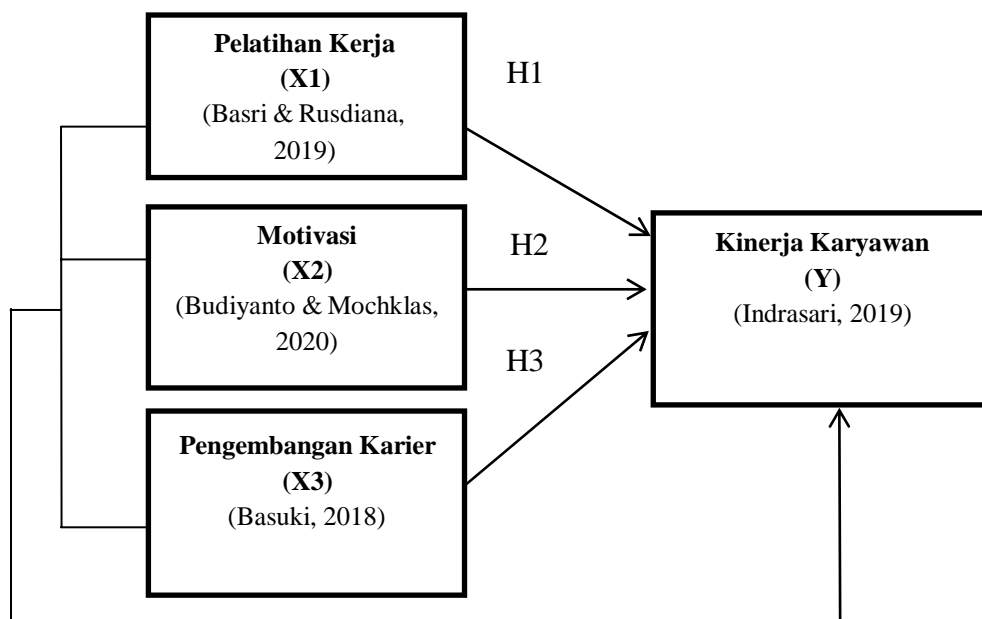 Pelatihan Kerja
(X1)
(Basri & Rusdiana,
2019)
H1
Motivasi
(X2)
(Budiyanto & Mochklas,
2020)
H2
Kinerja Karyawan
(Y)
(Indrasari, 2019)
H3
Pengembangan Karier
(X3)
(Basuki, 2018)